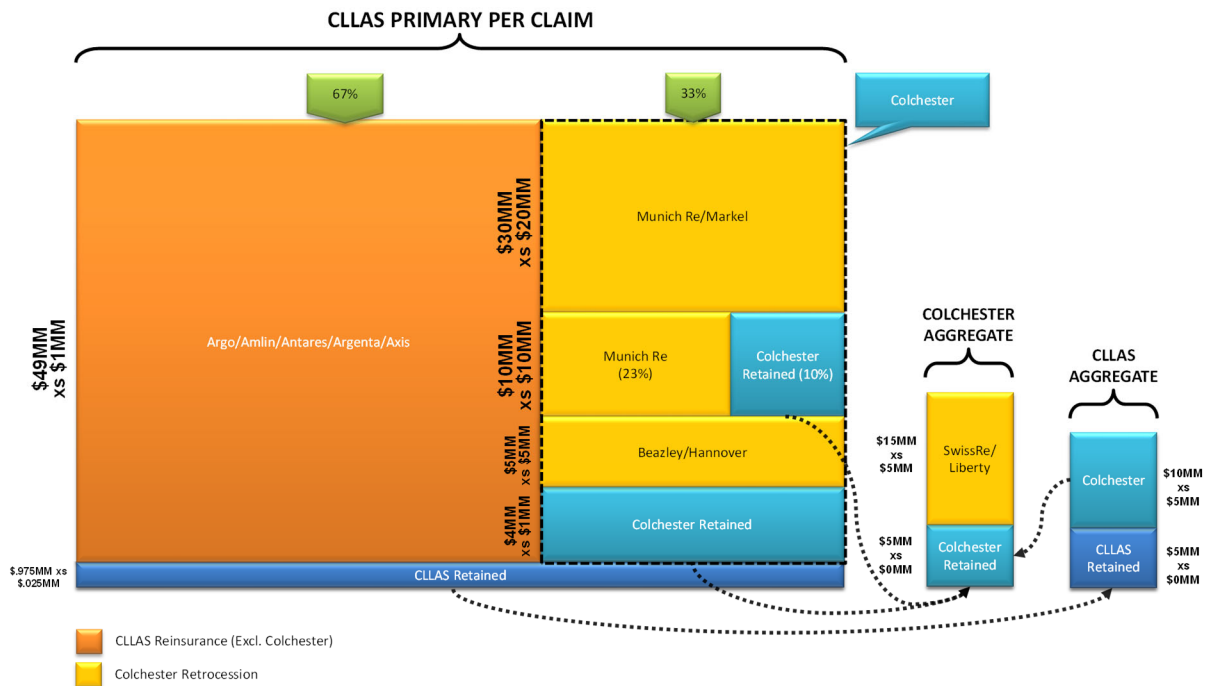 CLLAS PRIMARY PER CLAIM
67%
33%
Colchester
$49MM
xs $1MM
Argo/Amlin/Antares/Argenta/Axis
$30MM
xs $20MM
Munich Re/Markel
$10MM
xs $10MM
Munich Re
(23%)
Colchester
Retained (10%)
$5MM
xs $5MM
Beazley/Hannover
$4MM
xs $1MM
Colchester Retained
$.975MM xs
.025MM
CLLAS Retained
COLCHESTER
AGGREGATE
$15MM
xs
$5MM
SwissRe/
Liberty
$5MM
xs
$0MM
Colchester
Retained
CLLAS
AGGREGATE
Colchester
$10MM
xs
$5MM
CLLAS
Retained
$5MM
xs
$0MM
CLLAS Reinsurance (Excl. Colchester)
Colchester Retrocession